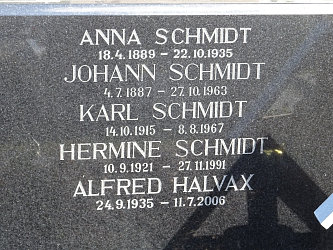 ANNA SCHMIDT
18.4.1889 - 22.10.1935
JOHANN SCHMIDT
4.7.1887 - 27.10.1963
KARL SCHMIDT
14.10.1915 - 8.8.1967
HERMINE SCHMIDT
10.9.1921 - 27.11.1991
ALFRED HALVAX
24.9.1935 - 11.7.2006